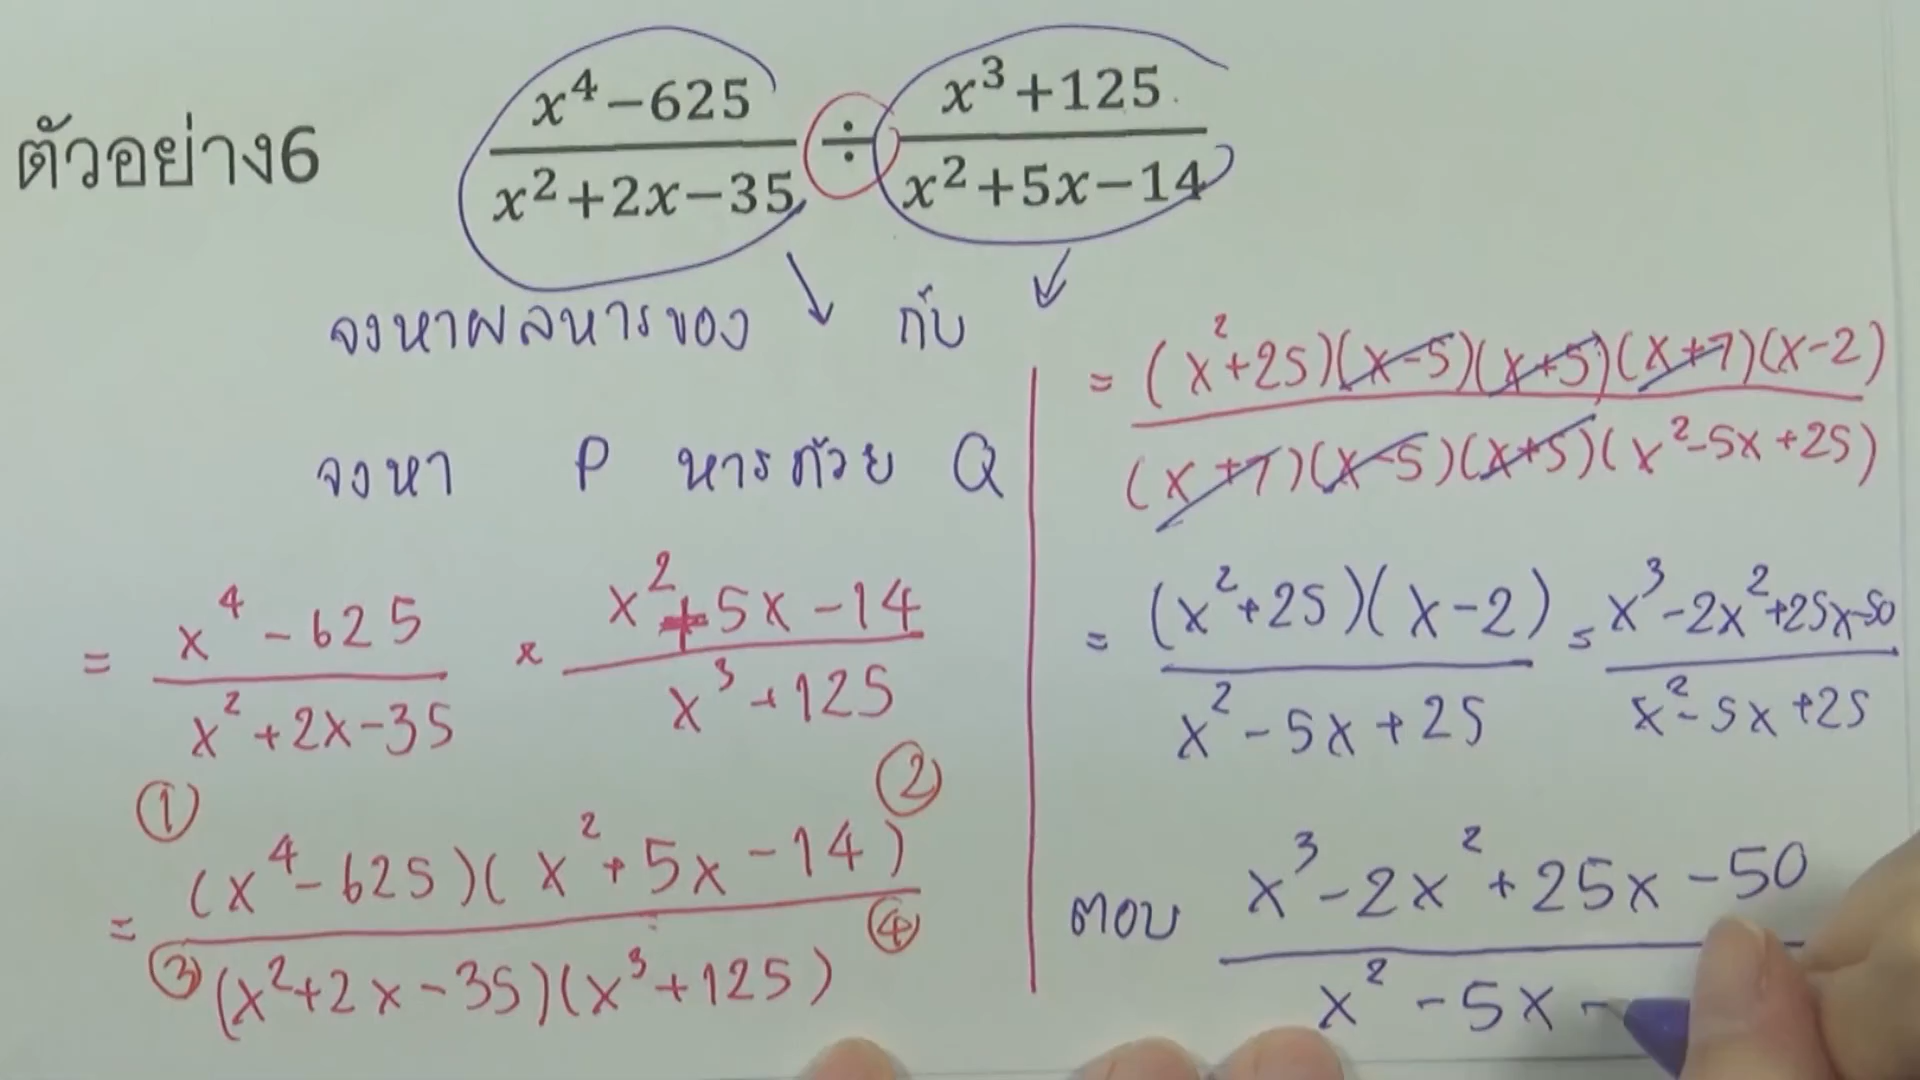 ตัวอย่าง6 x⁴−625 / x²+2x−35 ÷ x³+125 / x²+5x−14
จงหาผลหารของ กับ
จงหา P หารด้วย Q
= x⁴ - 625 / x² + 2x - 35 × x² + 5x - 14 / x³ + 125
① ②
= (x⁴ - 625)(x² + 5x - 14)
③ (x² + 2x - 35)(x³ + 125) ④
= (x² + 25)(x - 5)(x + 5)(x + 7)(x - 2)
(x + 7)(x - 5)(x + 5)(x² - 5x + 25)
= (x² + 25)(x - 2) / x² - 5x + 25 = x³ - 2x² + 25x - 50 / x² - 5x + 25
ตอบ x³ - 2x² + 25x - 50
x² - 5x -